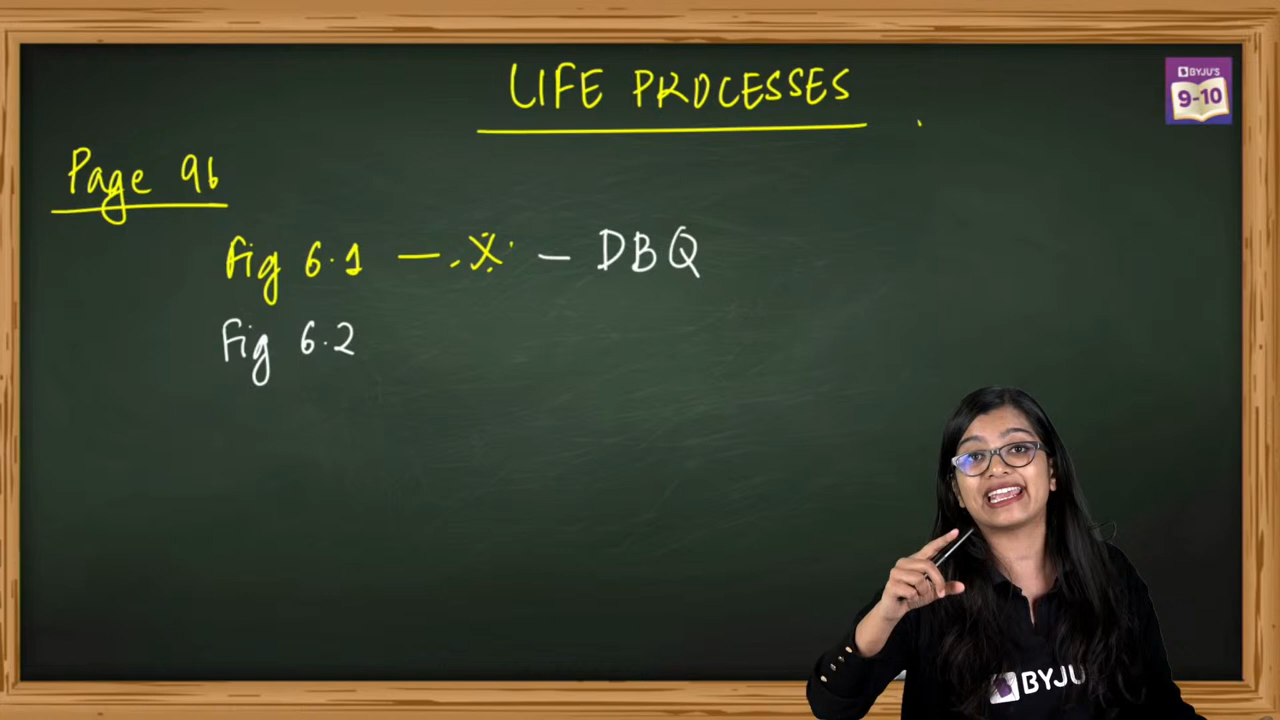 LIFE PROCESSES
BYJU'S
9-10
Page 96
Fig 6.1 — X — DBQ
Fig 6.2
BYJU